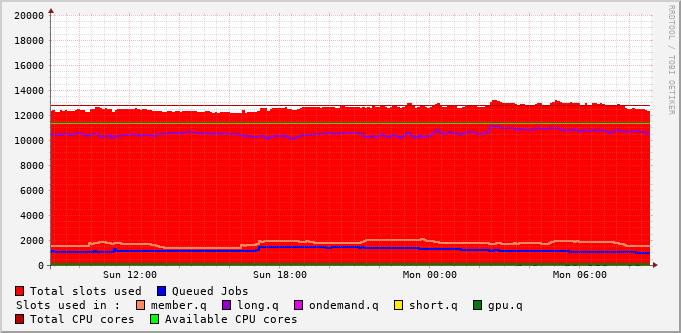 RRDTOOL / TOBI OETIKER
20000
18000
16000
14000
12000
10000
8000
6000
4000
2000
0
Sun 12:00 Sun 18:00 Mon 00:00 Mon 06:00
Total slots used Queued Jobs
Slots used in : member.q long.q ondemand.q short.q gpu.q
Total CPU cores Available CPU cores